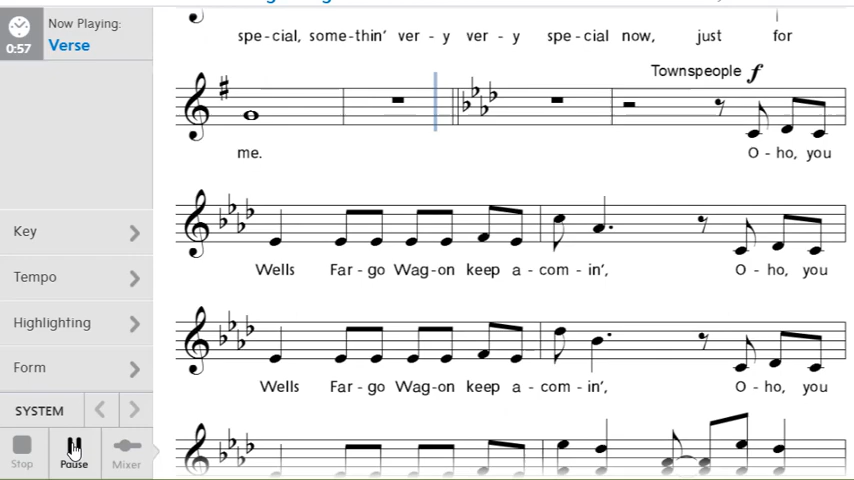 Now Playing:
Verse
0:57
spe-cial, some-thin' ver-y ver-y spe-cial now, just for
Townspeople f
me. O-ho, you
Wells Far-go Wag-on keep a-com-in', O-ho, you
Wells Far-go Wag-on keep a-com-in', O-ho, you
Key
Tempo
Highlighting
Form
SYSTEM
Stop Pause Mixer